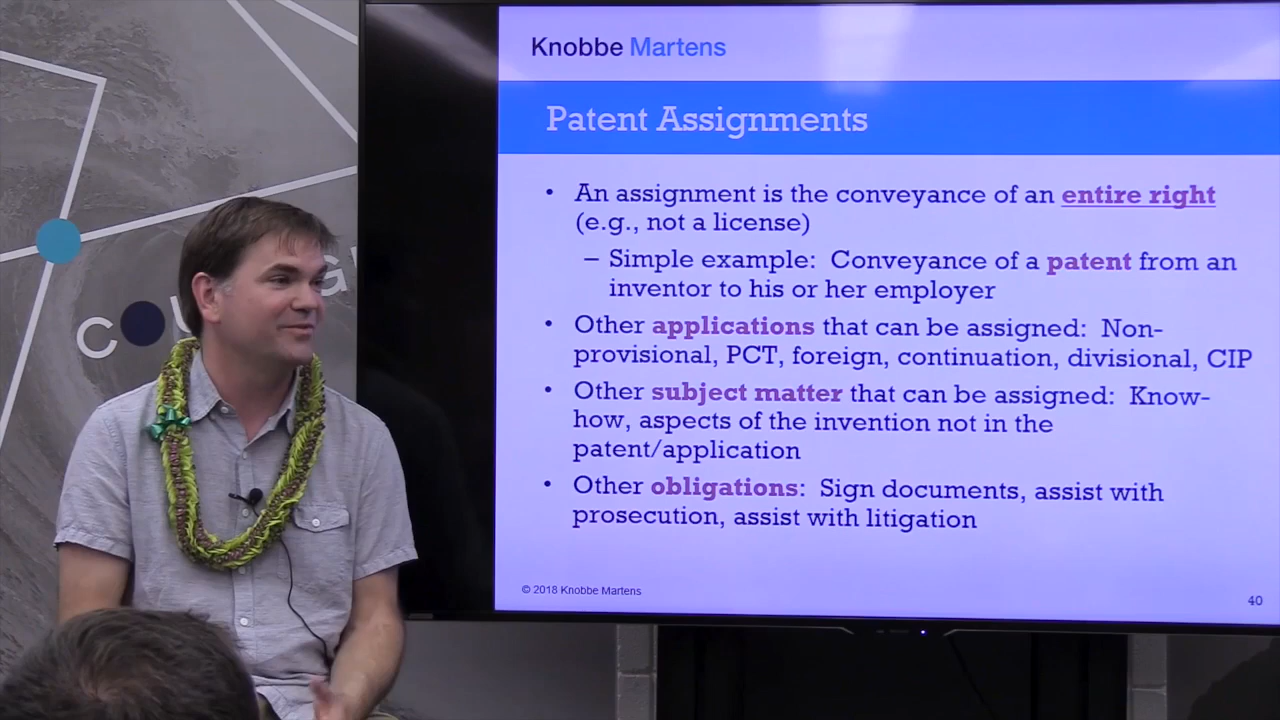 Knobbe Martens
Patent Assignments
• An assignment is the conveyance of an entire right
(e.g., not a license)
– Simple example: Conveyance of a patent from an
inventor to his or her employer
• Other applications that can be assigned: Non-
provisional, PCT, foreign, continuation, divisional, CIP
• Other subject matter that can be assigned: Know-
how, aspects of the invention not in the
patent/application
• Other obligations: Sign documents, assist with
prosecution, assist with litigation
© 2018 Knobbe Martens
40